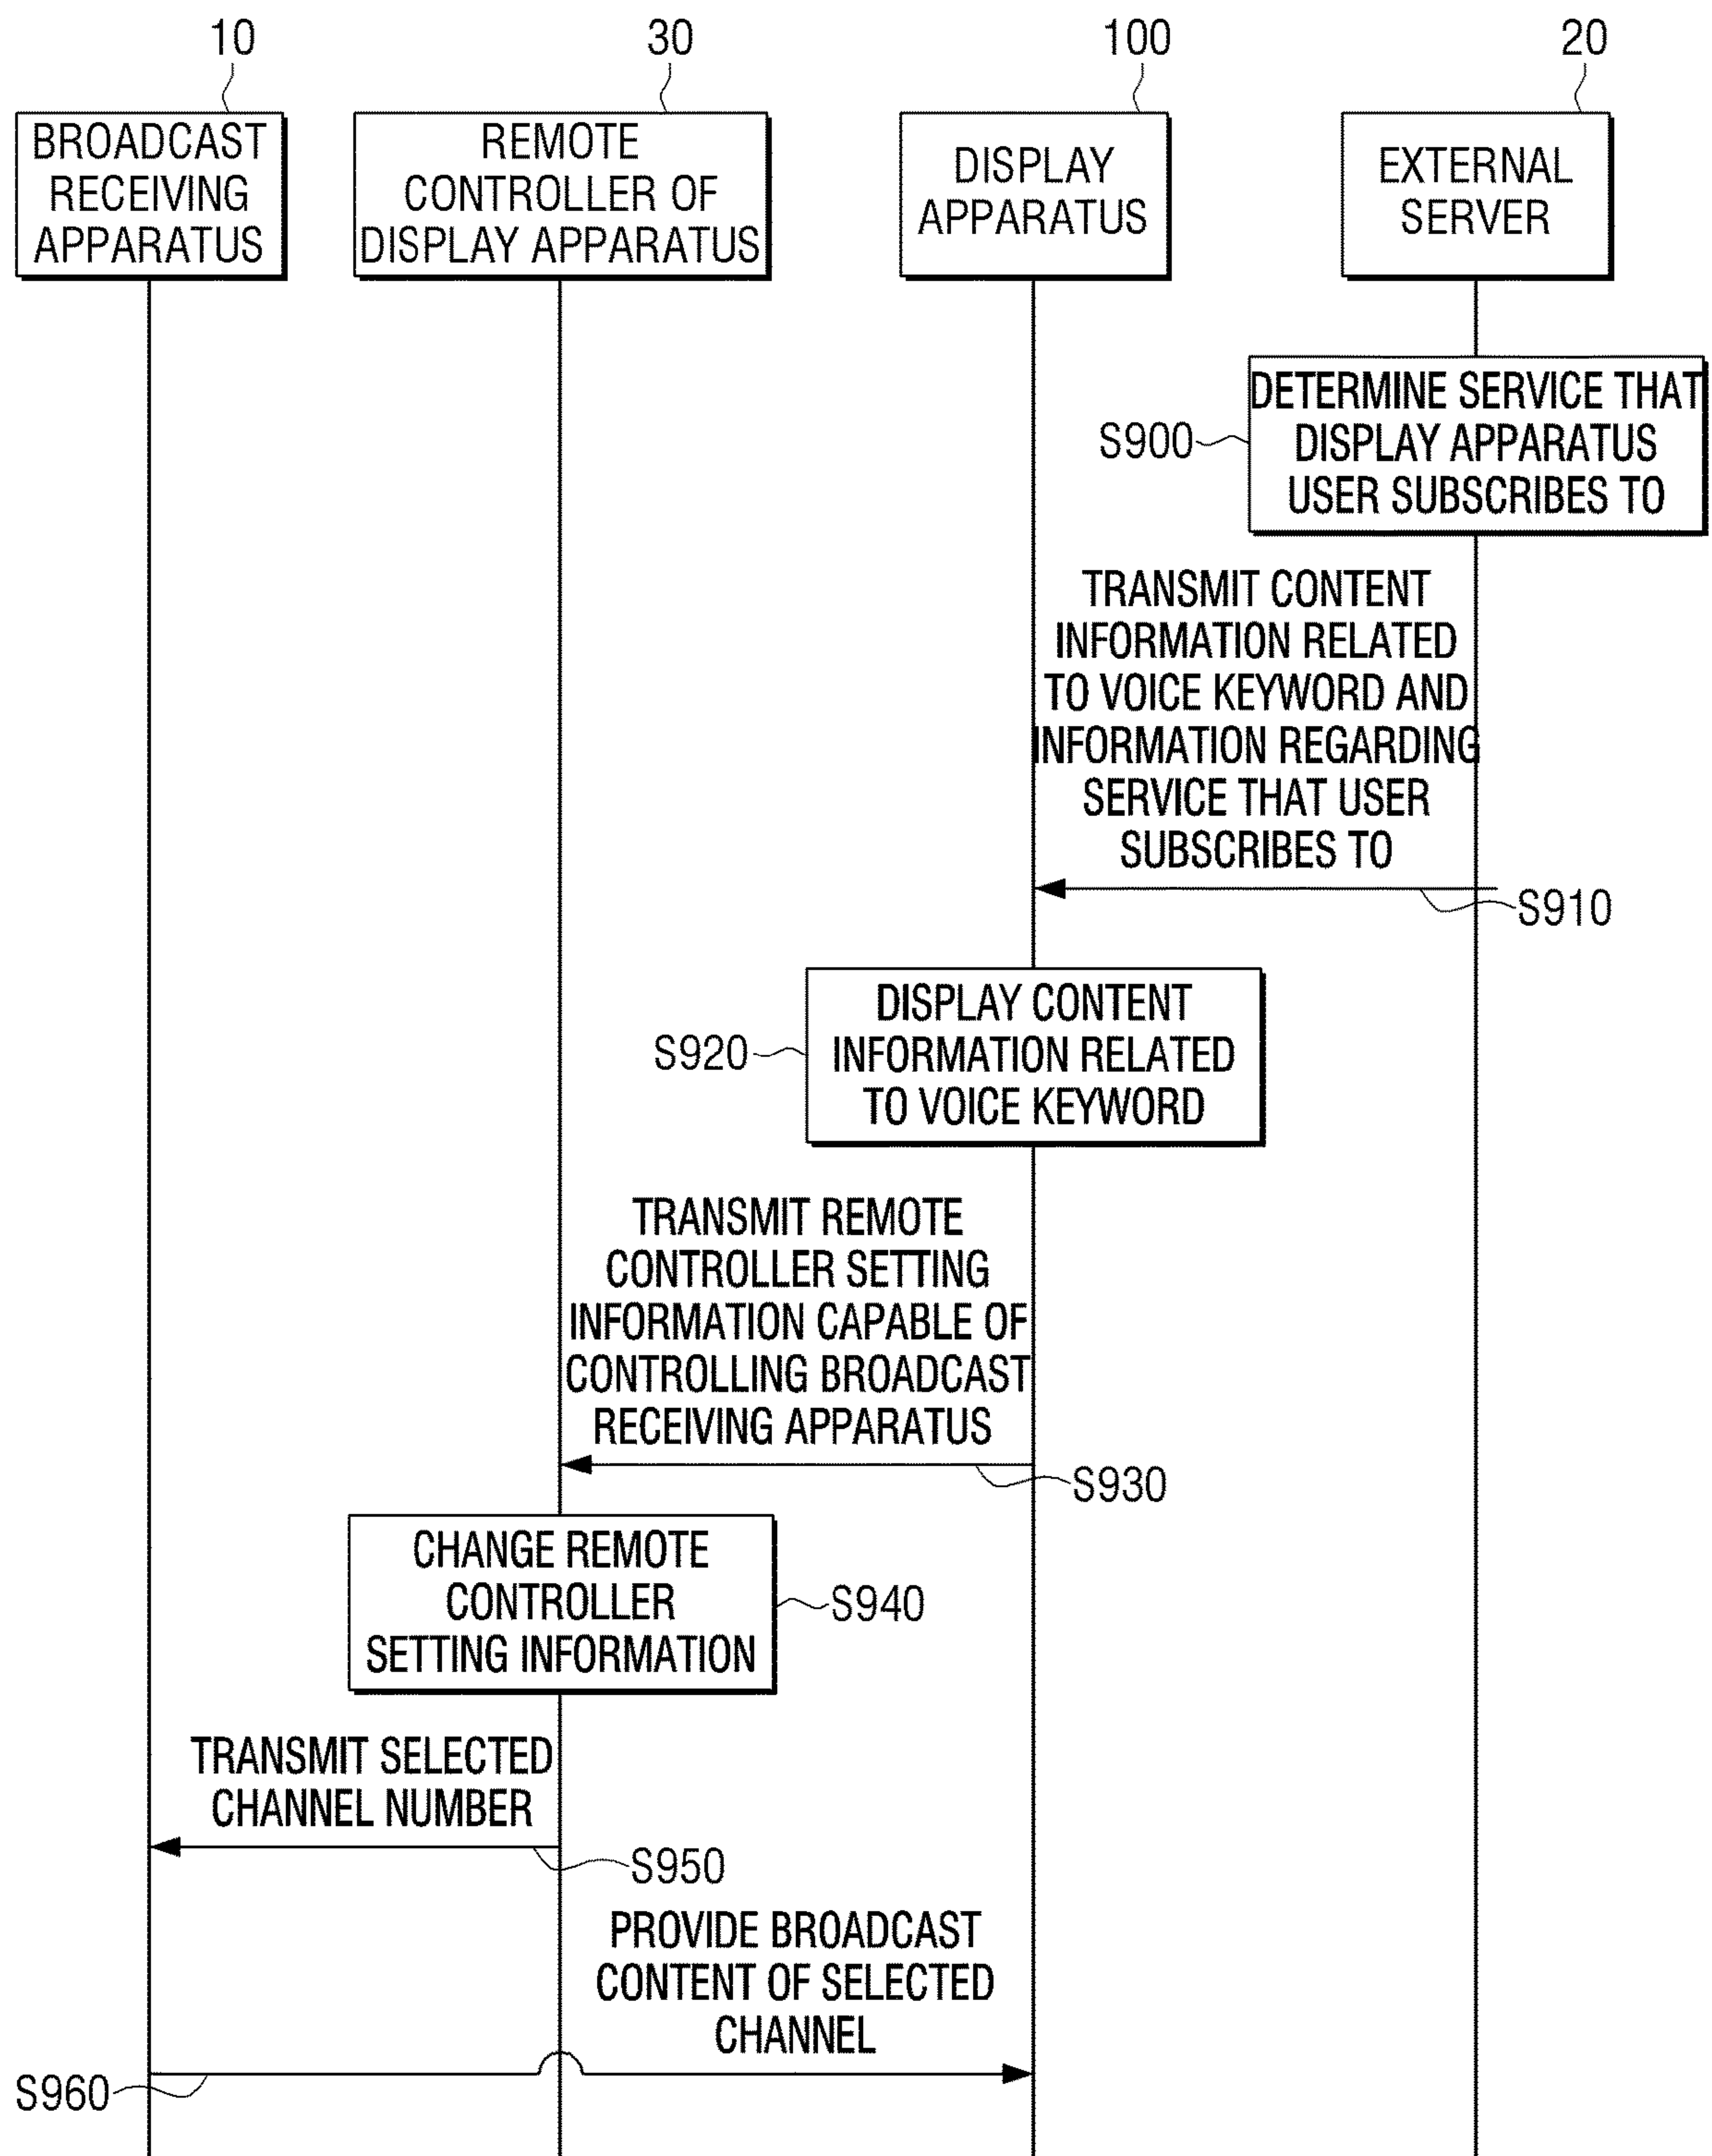 10
30
100
20
BROADCAST
RECEIVING
APPARATUS
REMOTE
CONTROLLER OF
DISPLAY APPARATUS
DISPLAY
APPARATUS
EXTERNAL
SERVER
DETERMINE SERVICE THAT
DISPLAY APPARATUS
USER SUBSCRIBES TO
S900
TRANSMIT CONTENT
INFORMATION RELATED
TO VOICE KEYWORD AND
INFORMATION REGARDING
SERVICE THAT USER
SUBSCRIBES TO
S910
DISPLAY CONTENT
INFORMATION RELATED
TO VOICE KEYWORD
S920
TRANSMIT REMOTE
CONTROLLER SETTING
INFORMATION CAPABLE OF
CONTROLLING BROADCAST
RECEIVING APPARATUS
S930
CHANGE REMOTE
CONTROLLER
SETTING INFORMATION
S940
TRANSMIT SELECTED
CHANNEL NUMBER
S950
PROVIDE BROADCAST
CONTENT OF SELECTED
CHANNEL
S960